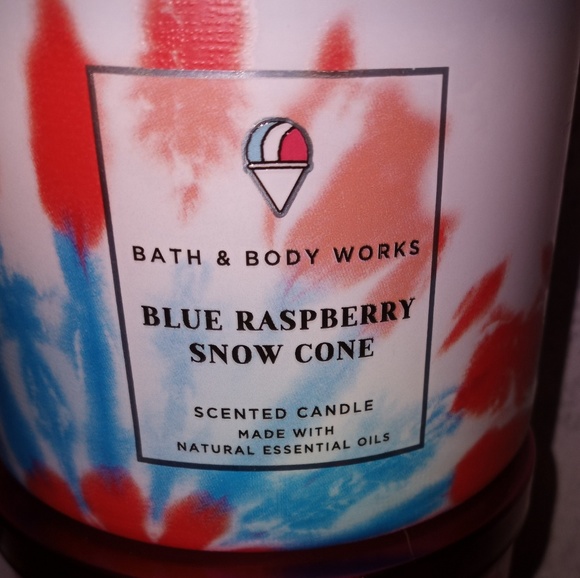 BATH & BODY WORKS
BLUE RASPBERRY
SNOW CONE
SCENTED CANDLE
MADE WITH
NATURAL ESSENTIAL OILS